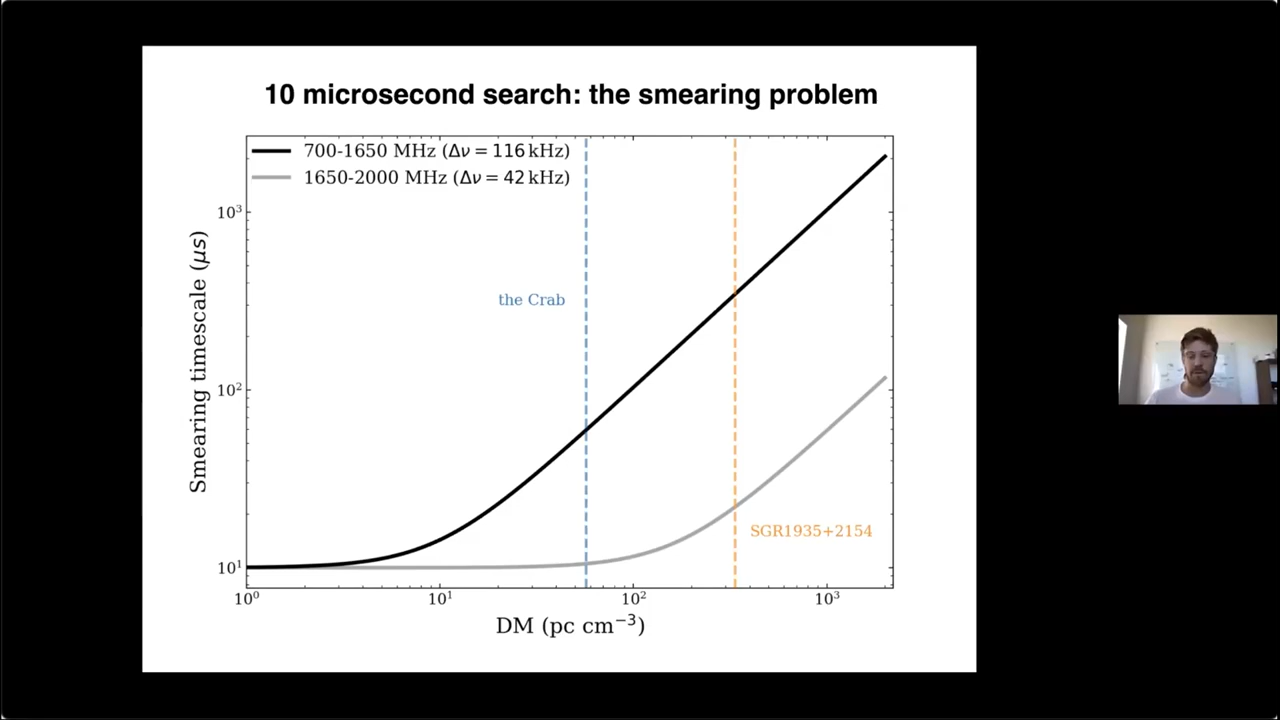 10 microsecond search: the smearing problem
700-1650 MHz (Δν = 116 kHz)
1650-2000 MHz (Δν = 42 kHz)
10³
the Crab
Smearing timescale (μs)
10²
SGR1935+2154
10¹
10⁰ 10¹ 10² 10³
DM (pc cm⁻³)